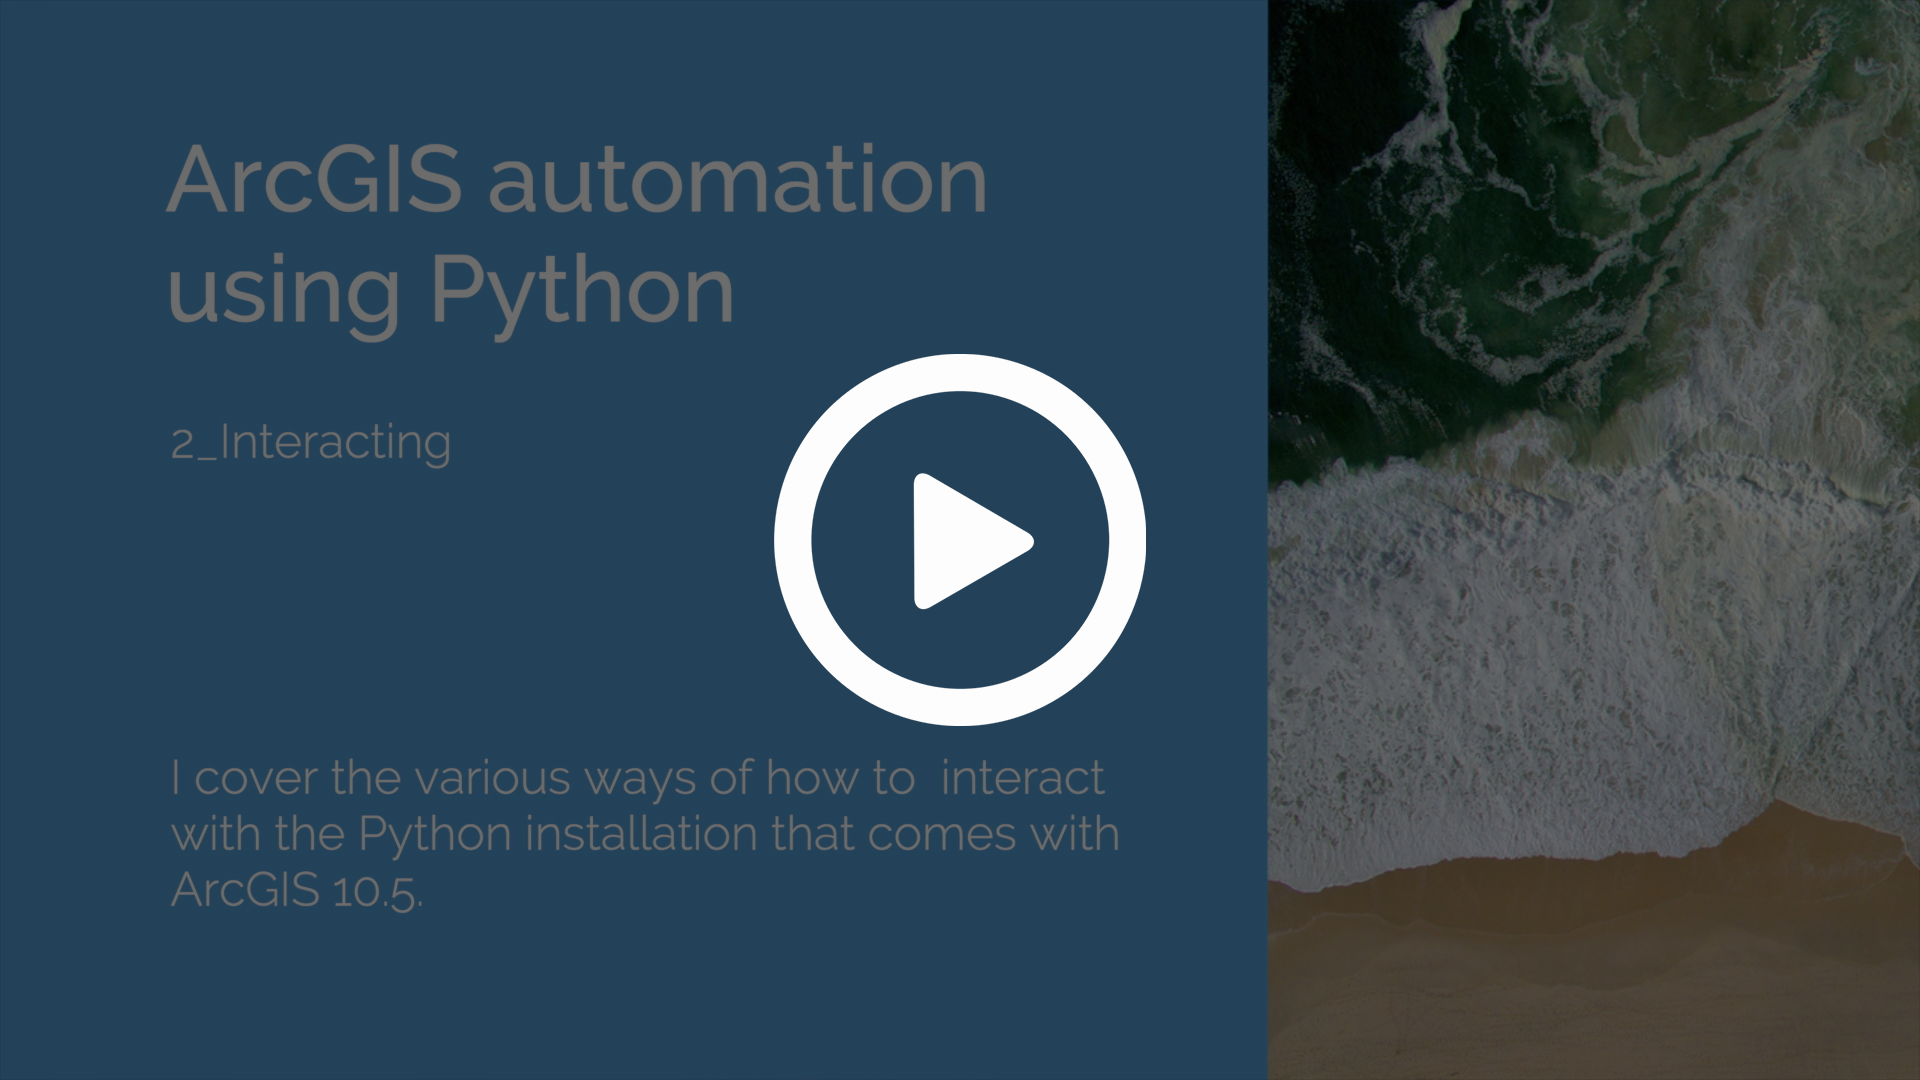 ArcGIS automation
using Python
2_Interacting
I cover the various ways of how to  interact
with the Python installation that comes with
ArcGIS 10.5.